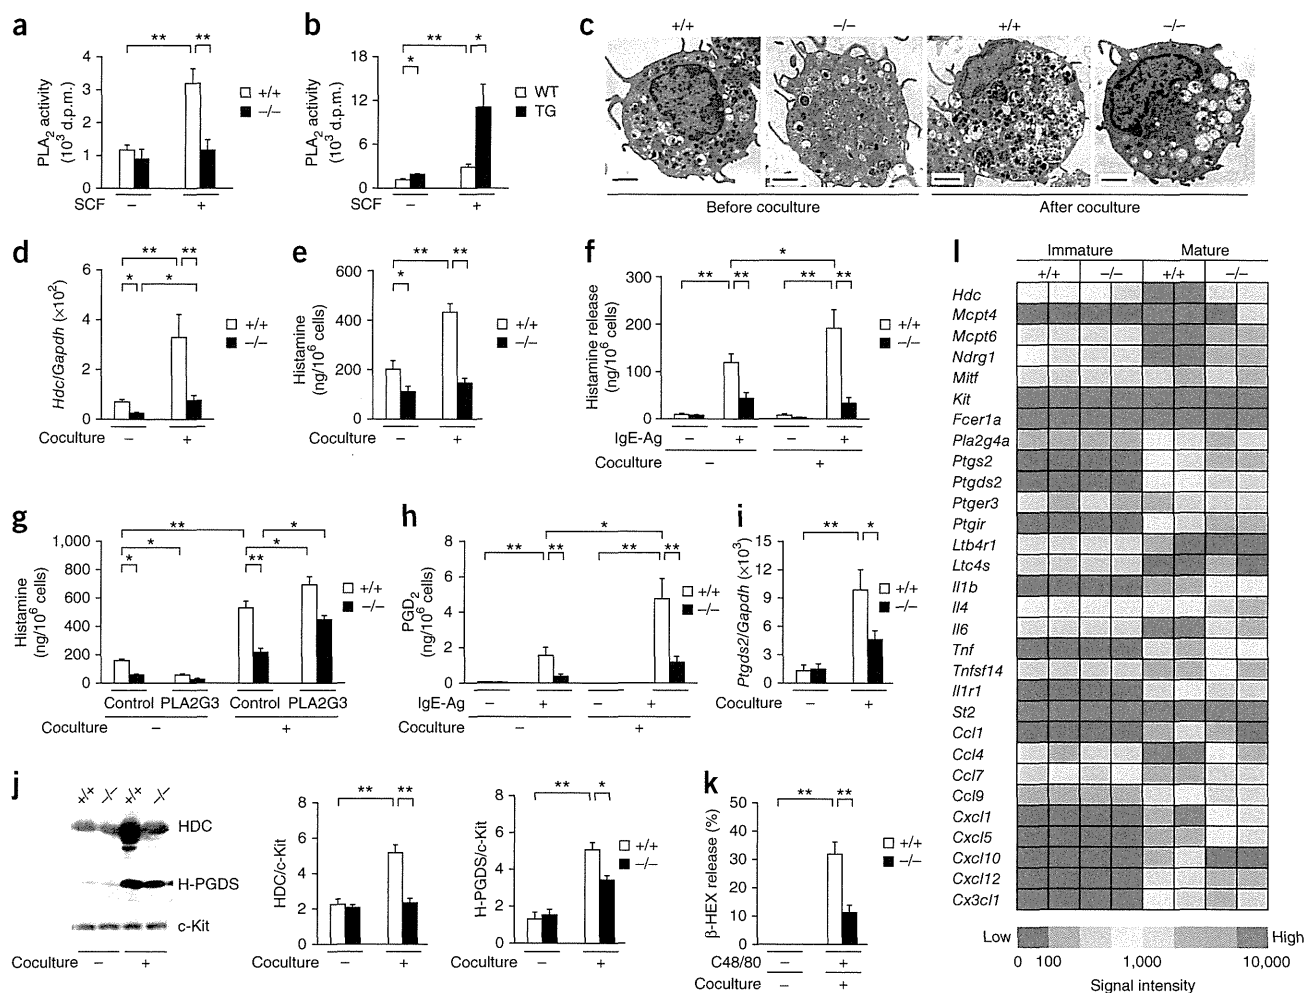 a
PLA2 activity
(10^3 d.p.m.)
4
3
2
1
0
** **
+/+
−/−
SCF − +
b
PLA2 activity
(10^3 d.p.m.)
18
12
6
0
** *
*
WT
TG
SCF − +
c
+/+ −/− +/+ −/−
Before coculture After coculture
d
Hdc/Gapdh (×10^2)
6
4
2
0
** **
* *
+/+
−/−
Coculture − +
e
Histamine
(ng/10^6 cells)
600
400
200
0
** **
*
+/+
−/−
Coculture − +
f
Histamine release
(ng/10^6 cells)
300
200
100
0
*
** ** ** **
+/+
−/−
IgE-Ag − + − +
Coculture − +
g
Histamine
(ng/10^6 cells)
1,000
800
600
400
200
0
** *
* *
* **
+/+
−/−
Control PLA2G3 Control PLA2G3
Coculture − +
h
PGD2
(ng/10^6 cells)
8
6
4
2
0
*
** ** ** **
+/+
−/−
IgE-Ag − + − +
Coculture − +
i
Ptgds2/Gapdh (×10^3)
15
12
9
6
3
0
** *
+/+
−/−
Coculture − +
j
+/+ −/− +/+ −/−
HDC
H-PGDS
c-Kit
Coculture − +
HDC/c-Kit
8
6
4
2
0
** **
Coculture − +
H-PGDS/c-Kit
8
6
4
2
0
** *
+/+
−/−
Coculture − +
k
β-HEX release (%)
50
40
30
20
10
0
** **
+/+
−/−
C48/80 − +
Coculture − +
l
Immature Mature
+/+ −/− +/+ −/−
Hdc
Mcpt4
Mcpt6
Ndrg1
Mitf
Kit
Fcer1a
Pla2g4a
Ptgs2
Ptgds2
Ptger3
Ptgir
Ltb4r1
Ltc4s
Il1b
Il4
Il6
Tnf
Tnfsf14
Il1r1
St2
Ccl1
Ccl4
Ccl7
Ccl9
Cxcl1
Cxcl5
Cxcl10
Cxcl12
Cx3cl1
Low High
0 100 1,000 10,000
Signal intensity